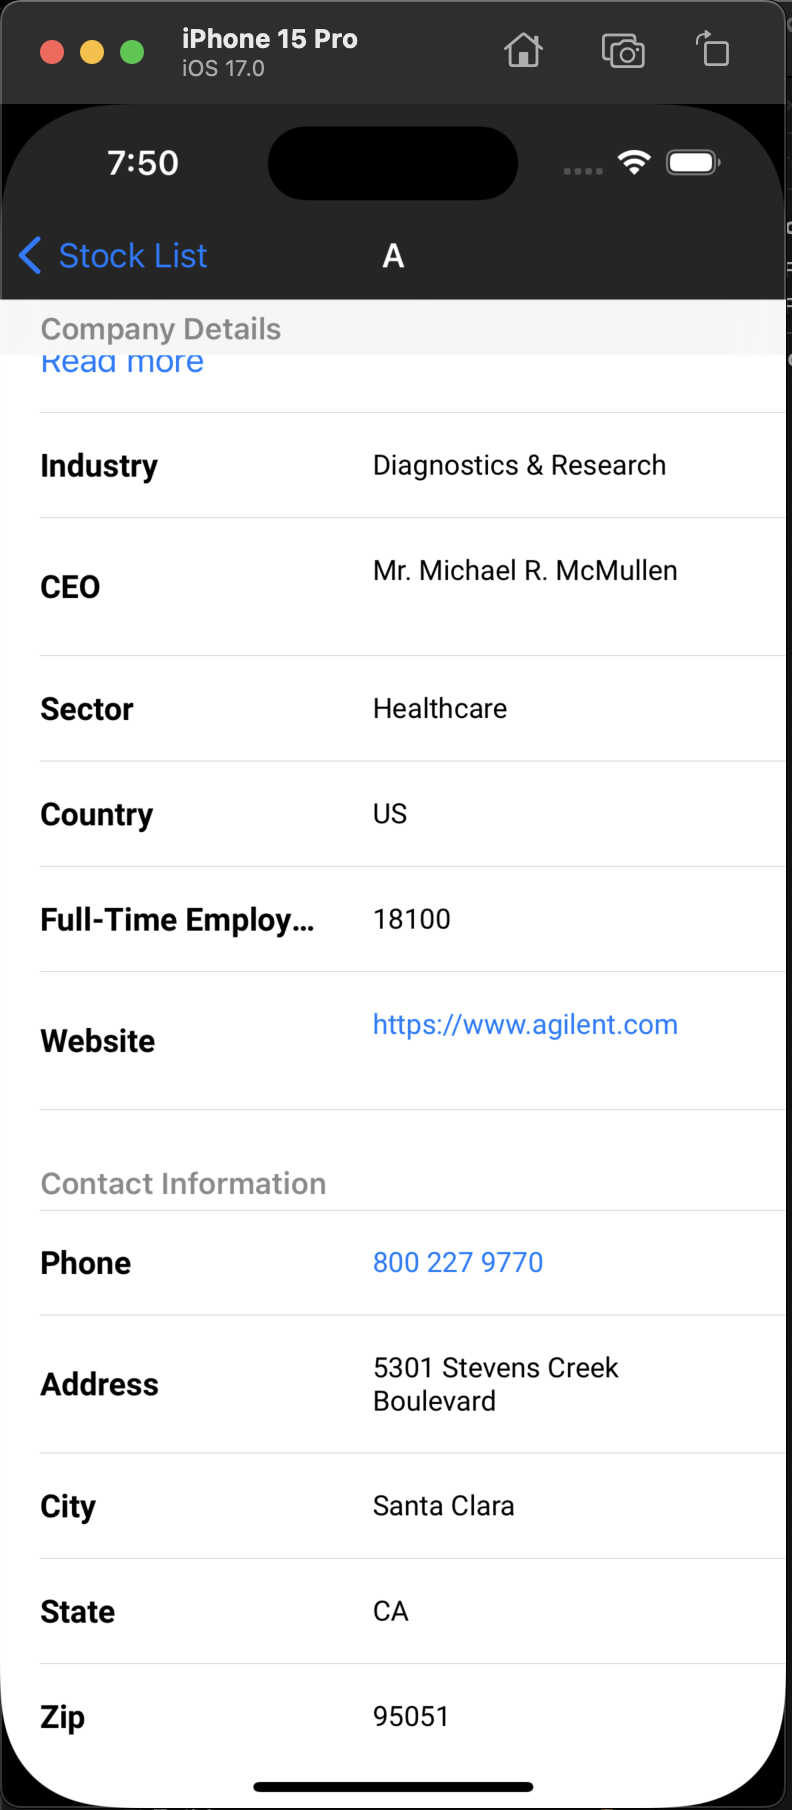 iPhone 15 Pro
iOS 17.0
7:50
Stock List
A
Company Details
Read more
Industry
Diagnostics & Research
CEO
Mr. Michael R. McMullen
Sector
Healthcare
Country
US
Full-Time Employ...
18100
Website
https://www.agilent.com
Contact Information
Phone
800 227 9770
Address
5301 Stevens Creek
Boulevard
City
Santa Clara
State
CA
Zip
95051